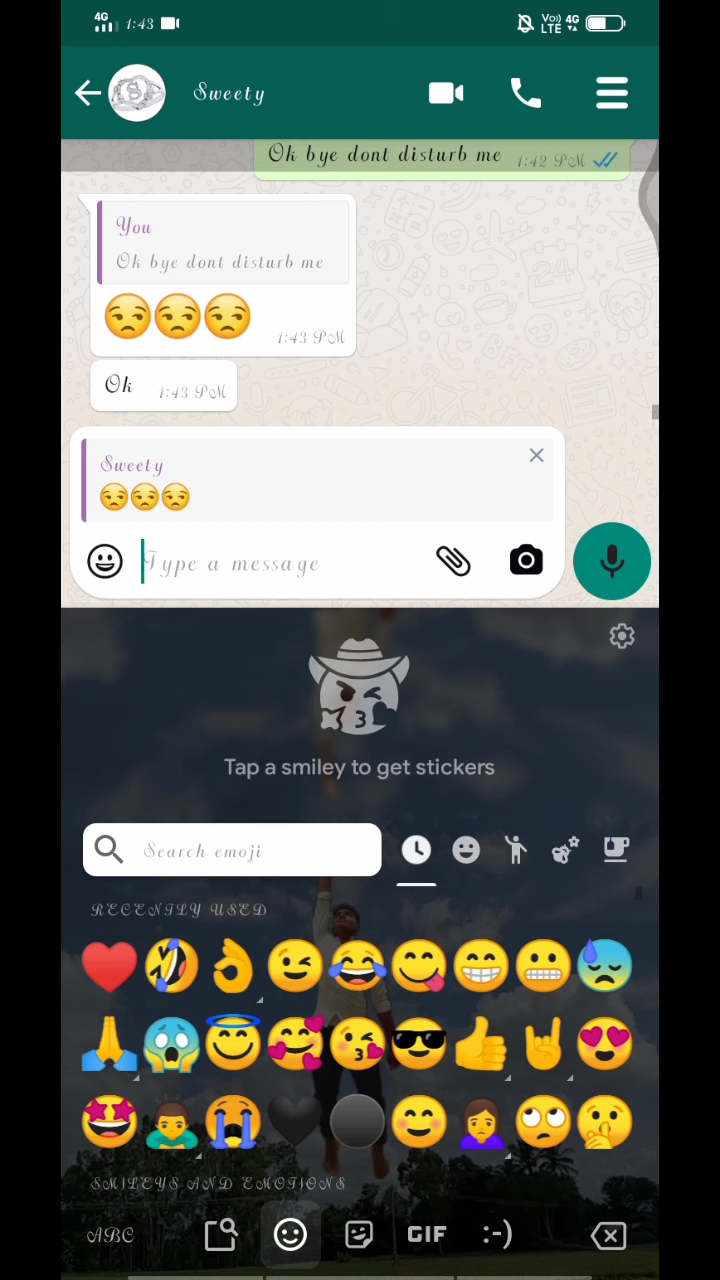 4G 1:43 Vo)) LTE 4G
Sweety
Ok bye dont disturb me 1:42 PM
You
Ok bye dont disturb me
1:43 PM
Ok 1:43 PM
Sweety
Type a message
Tap a smiley to get stickers
Search emoji
RECENTLY USED
SMILEYS AND EMOTIONS
ABC GIF :-)